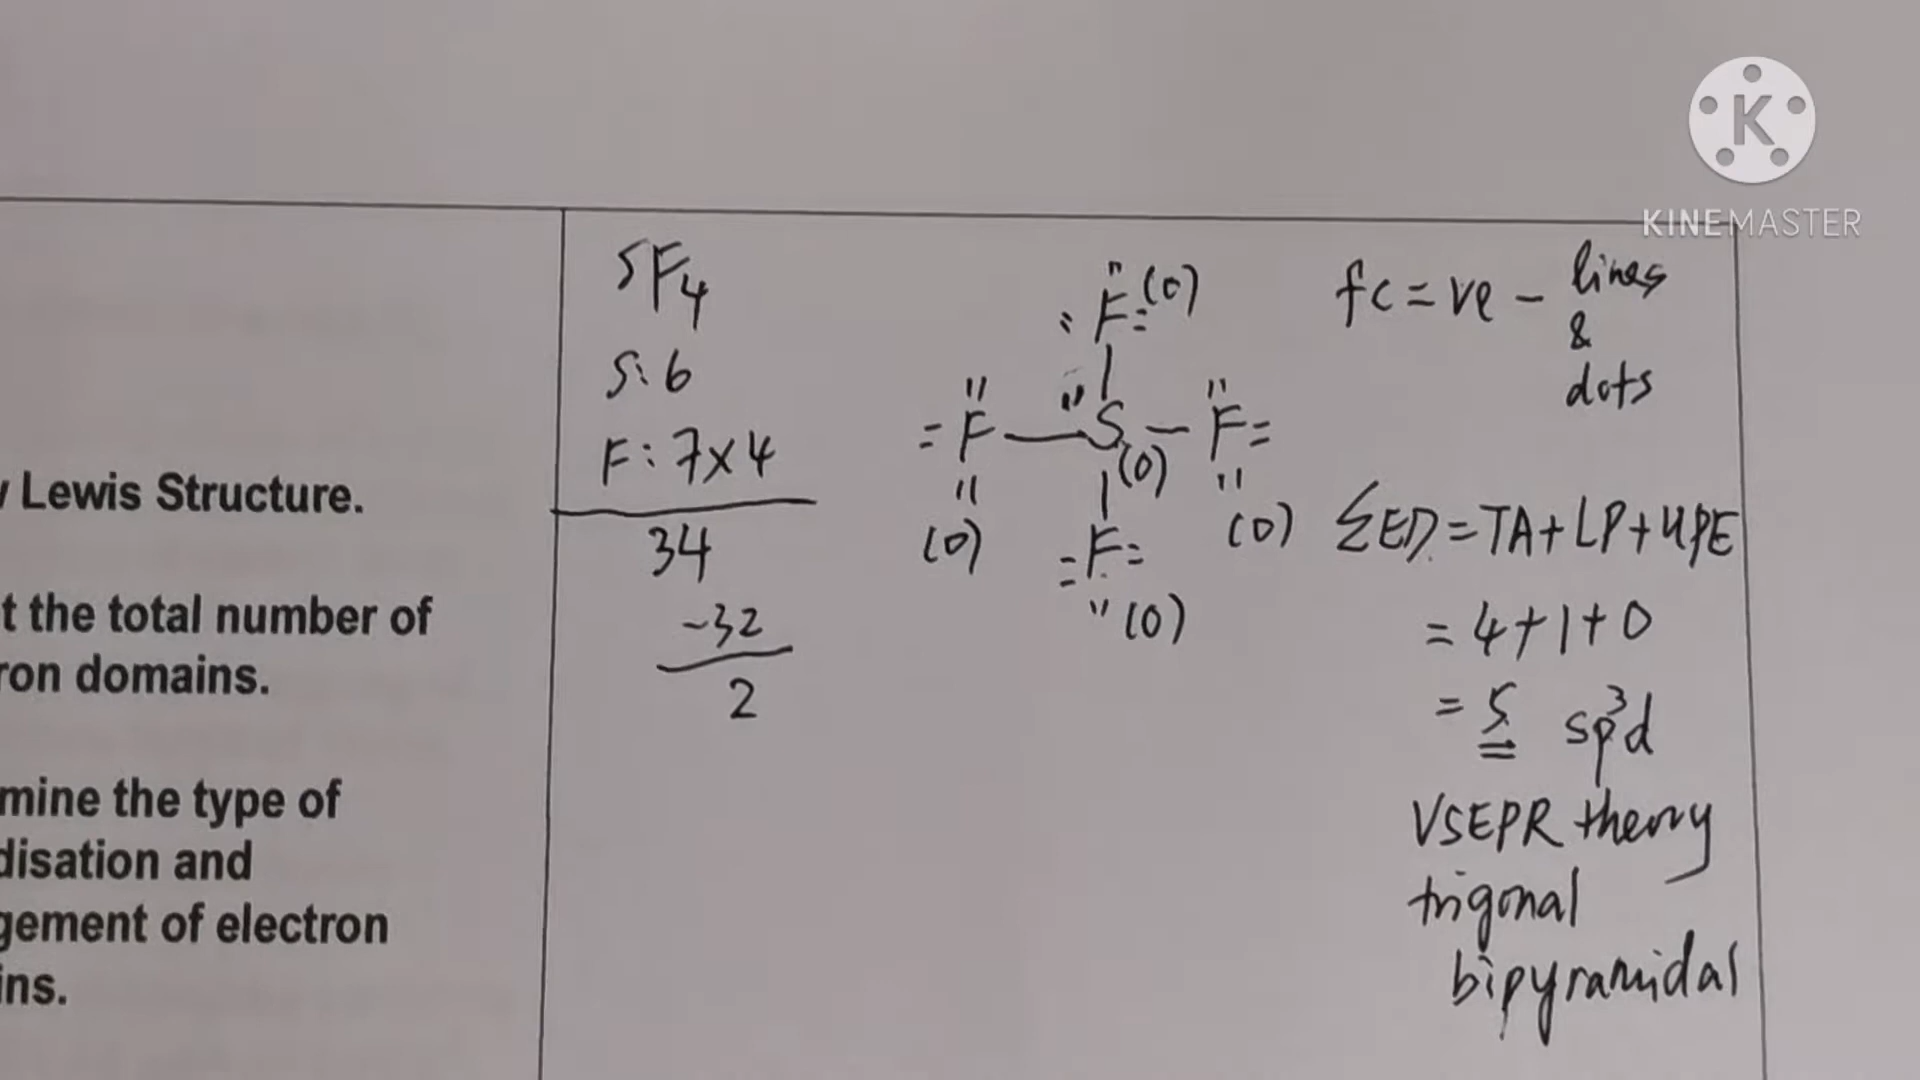 K
KINEMASTER
y Lewis Structure.
t the total number of
ron domains.
mine the type of
disation and
gement of electron
ins.
SF4
S: 6
F: 7x4
34
-32
2
F (0)
F — S — F
(0)
(0)
(0)
F
(0)
fc = ve - lines
&
dots
ΣED = TA + LP + UPE
= 4 + 1 + 0
= 5 sp³d
VSEPR theory
trigonal
bipyramidal